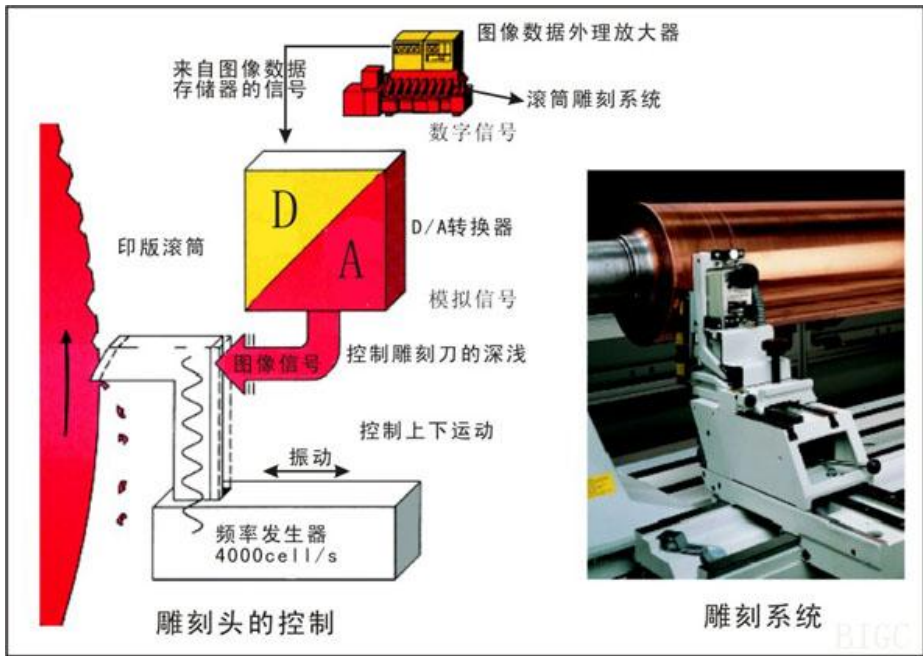 图像数据外理放大器
来自图像数据
存储器的信号
滚筒雕刻系统
数字信号
D
A
D/A转换器
印版滚筒
模拟信号
图像信号
控制雕刻刀的深浅
控制上下运动
振动
频率发生器
4000cell/s
雕刻头的控制
雕刻系统
BIGC